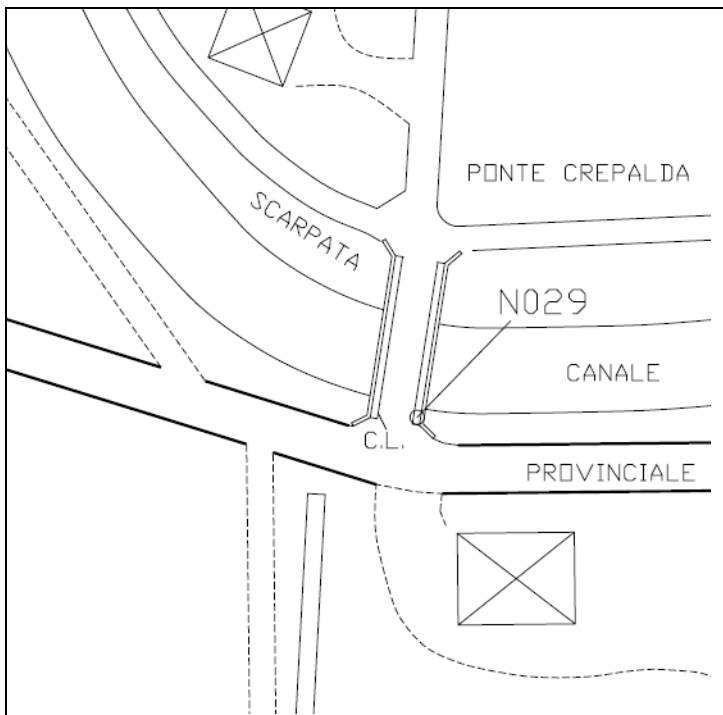 PONTE CREPALDA
SCARPATA
N029
CANALE
C.L.
PROVINCIALE